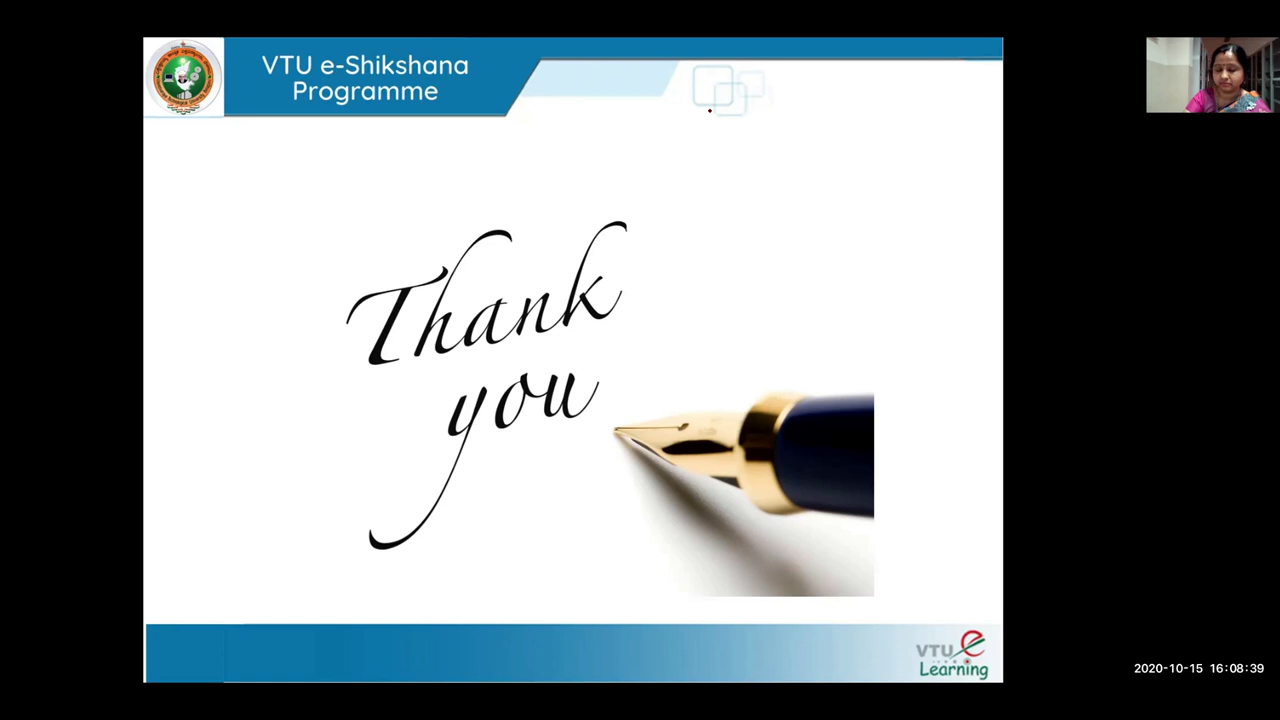 VTU e-Shikshana
Programme
Thank
you
VTU e
Learning
2020-10-15 16:08:39